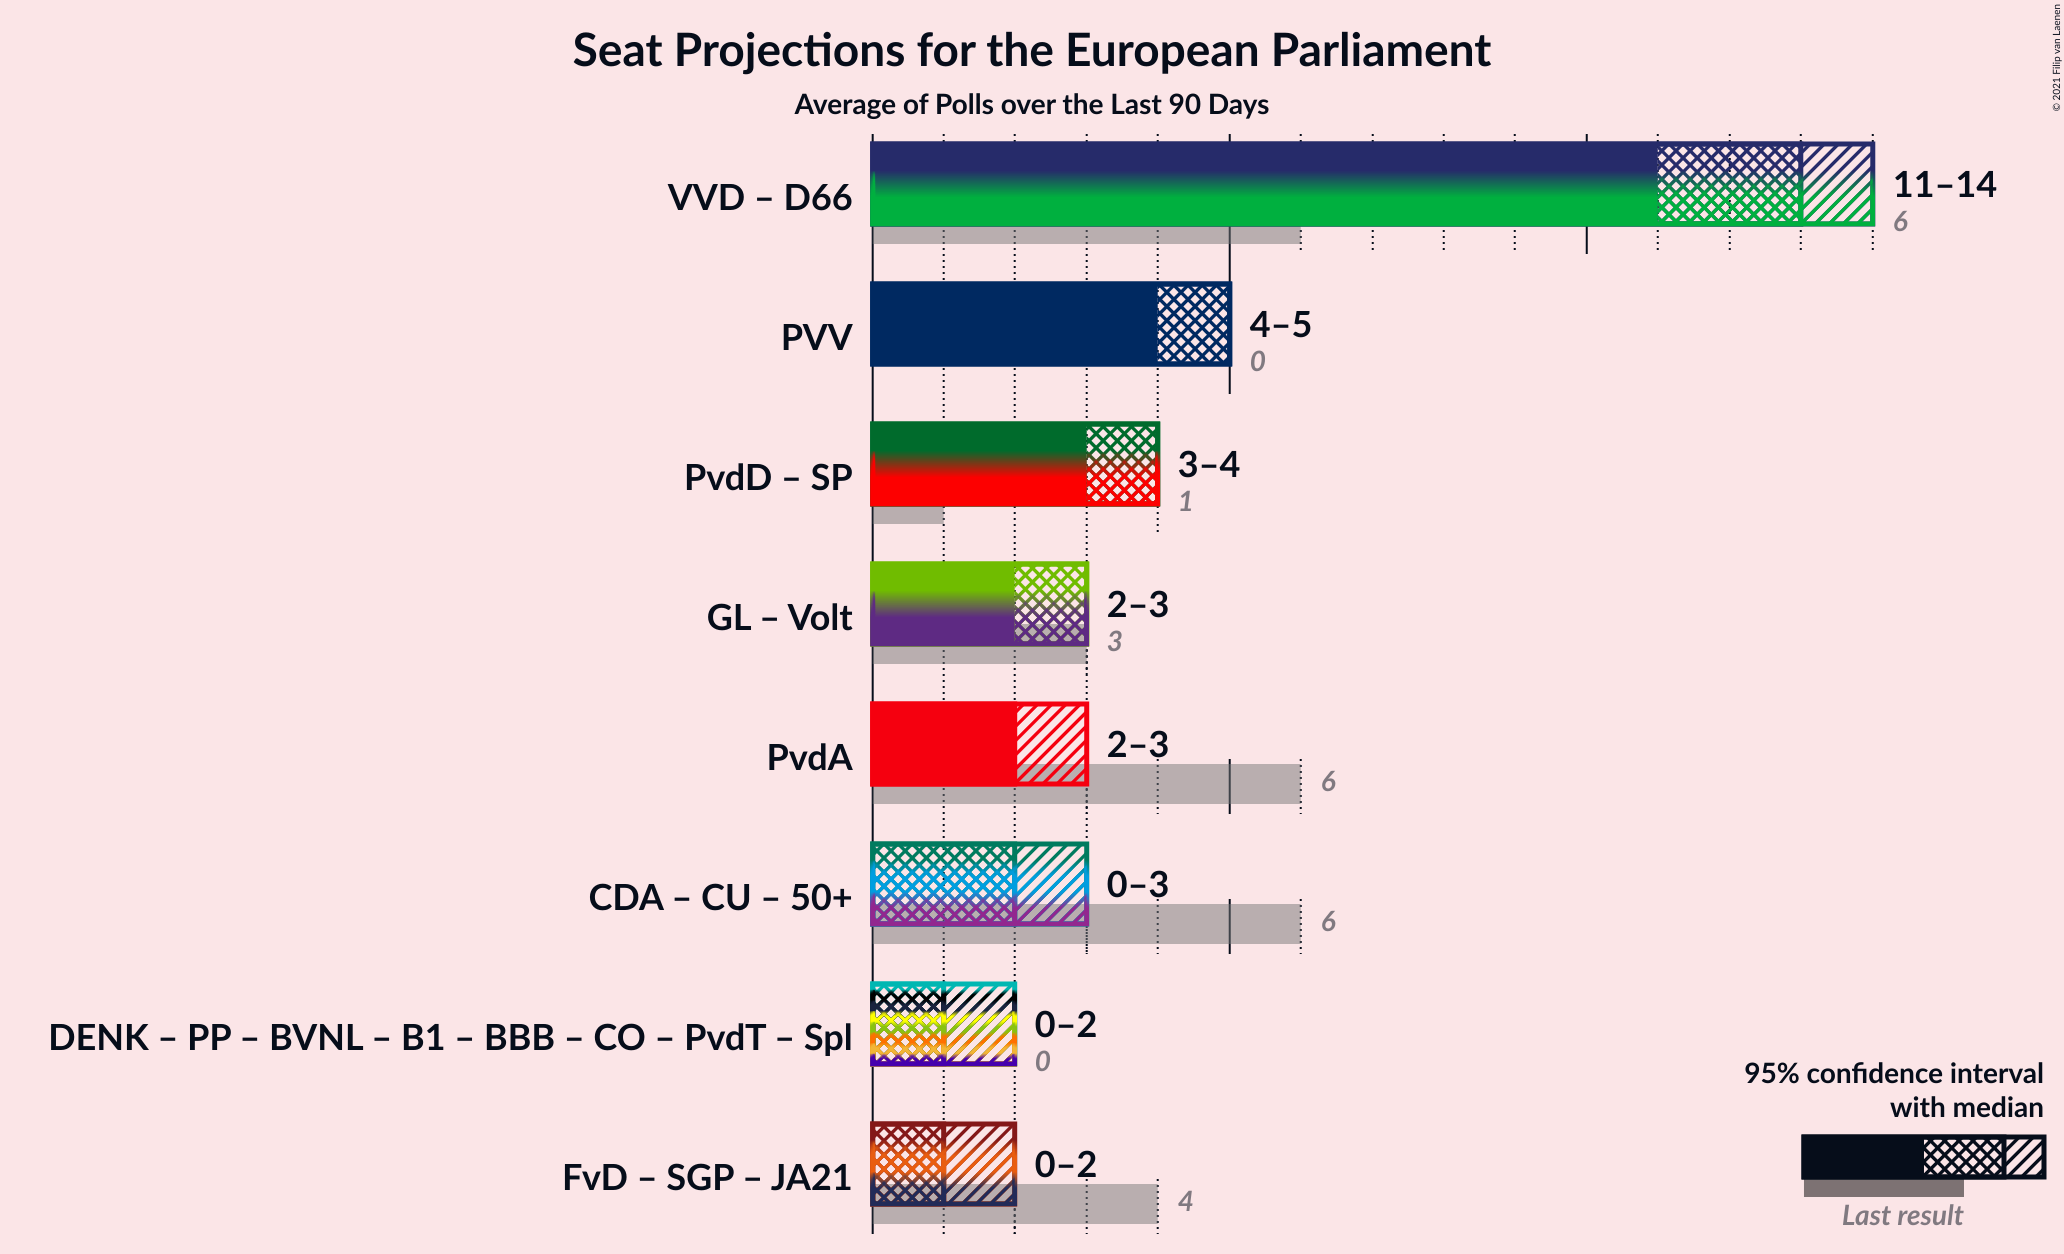 Seat Projections for the European Parliament
Average of Polls over the Last 90 Days
© 2021 Filip van Laenen
VVD – D66
11–14
6
PVV
4–5
0
PvdD – SP
3–4
1
GL – Volt
2–3
3
PvdA
2–3
6
CDA – CU – 50+
0–3
6
DENK – PP – BVNL – B1 – BBB – CO – PvdT – Spl
0–2
0
FvD – SGP – JA21
0–2
4
95% confidence interval
with median
Last result